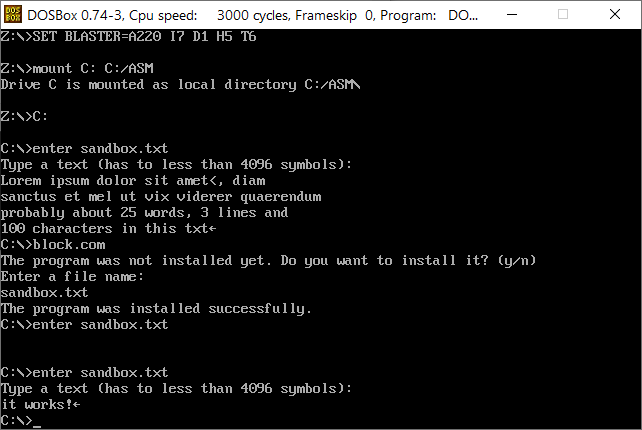 DOS BOX DOSBox 0.74-3, Cpu speed: 3000 cycles, Frameskip 0, Program: DO...
Z:\>SET BLASTER=A220 I7 D1 H5 T6
Z:\>mount C: C:/ASM
Drive C is mounted as local directory C:/ASM\
Z:\>C:
C:\>enter sandbox.txt
Type a text (has to less than 4096 symbols):
Lorem ipsum dolor sit amet<, diam
sanctus et mel ut vix viderer quaerendum
probably about 25 words, 3 lines and
100 characters in this txt←
C:\>block.com
The program was not installed yet. Do you want to install it? (y/n)
Enter a file name:
sandbox.txt
The program was installed successfully.
C:\>enter sandbox.txt
C:\>enter sandbox.txt
Type a text (has to less than 4096 symbols):
it works!←
C:\>_